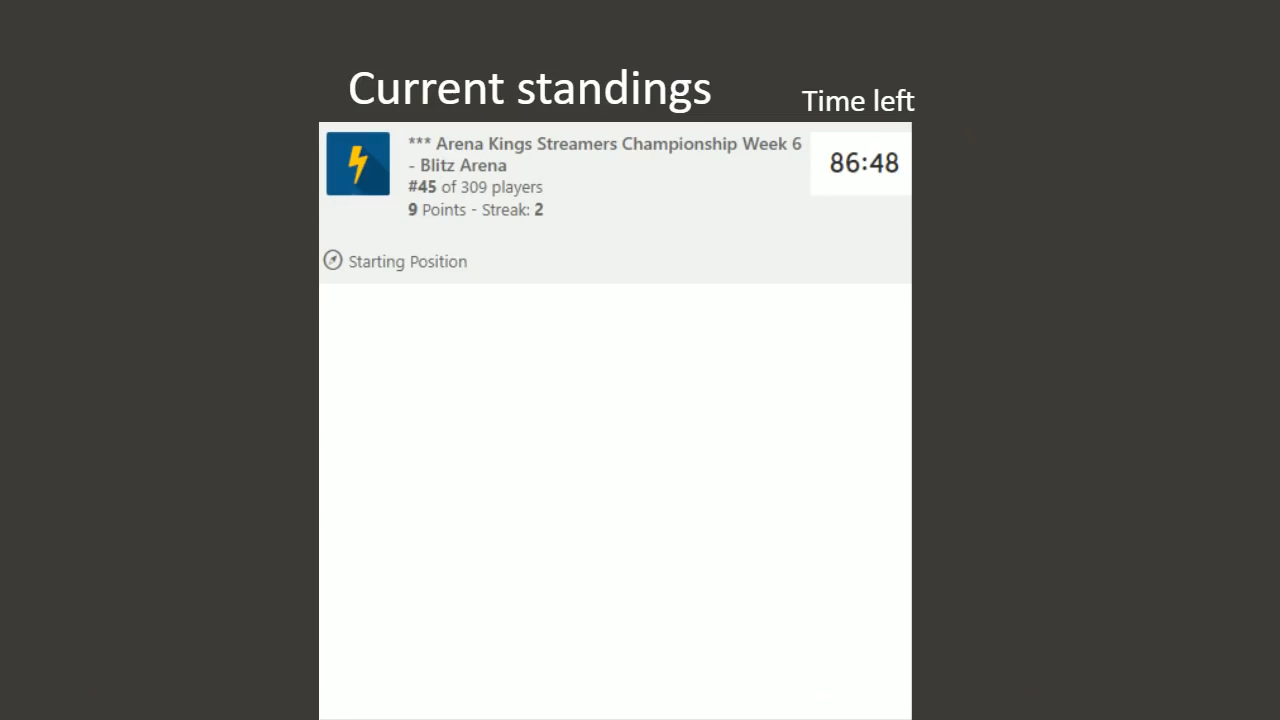 Current standings
Time left
*** Arena Kings Streamers Championship Week 6
- Blitz Arena
86:48
#45 of 309 players
9 Points - Streak: 2
Starting Position